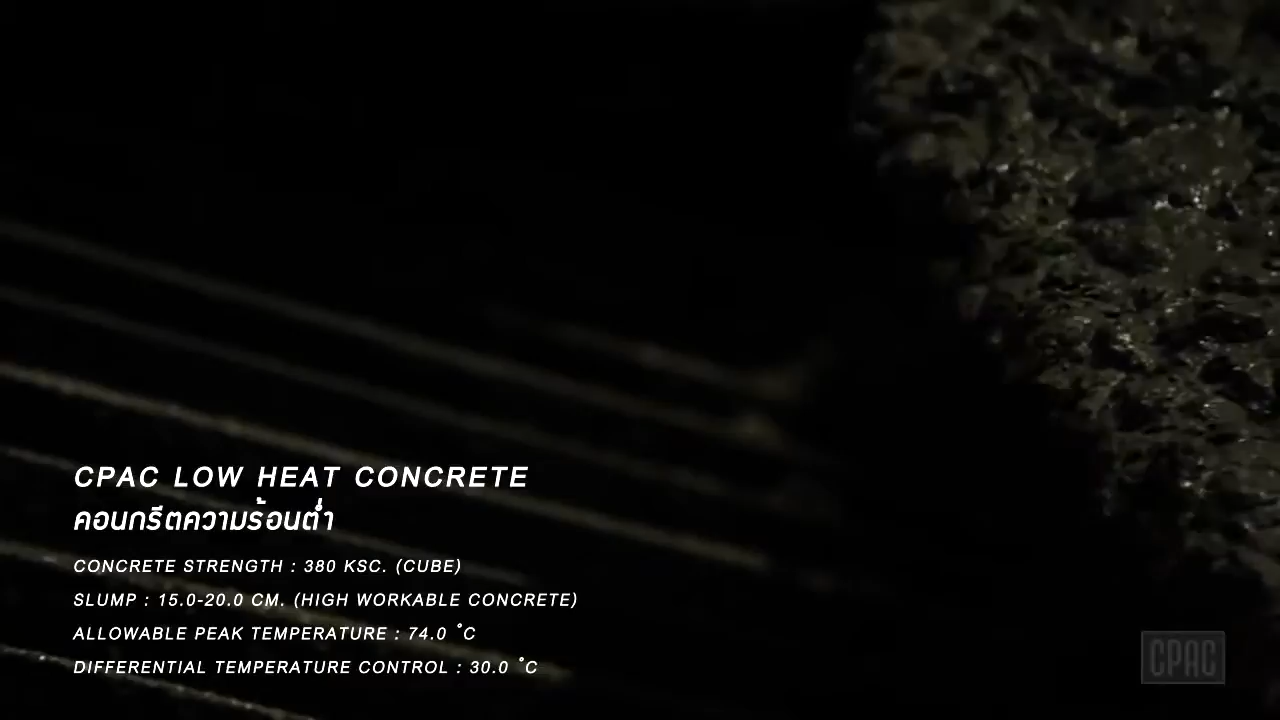 CPAC LOW HEAT CONCRETE
คอนกรีตความร้อนต่ำ
CONCRETE STRENGTH : 380 KSC. (CUBE)
SLUMP : 15.0-20.0 CM. (HIGH WORKABLE CONCRETE)
ALLOWABLE PEAK TEMPERATURE : 74.0 ˚C
DIFFERENTIAL TEMPERATURE CONTROL : 30.0 ˚C
CPAC